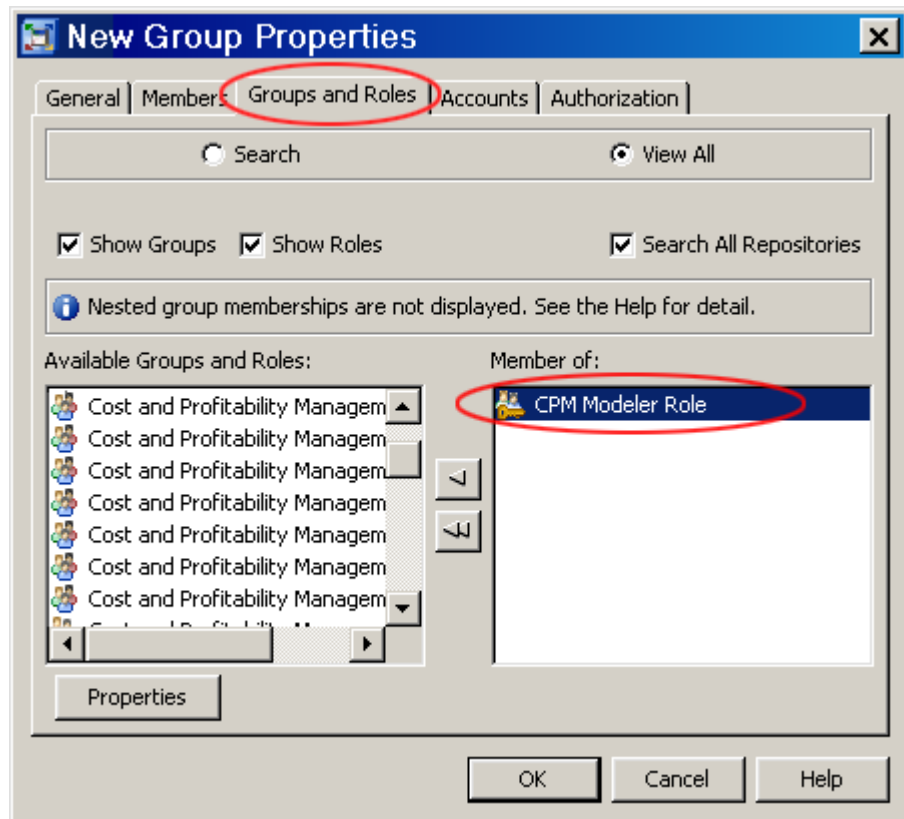 New Group Properties
General Members Groups and Roles Accounts Authorization
Search View All
Show Groups Show Roles Search All Repositories
Nested group memberships are not displayed. See the Help for detail.
Available Groups and Roles: Member of:
Cost and Profitability Managem CPM Modeler Role
Cost and Profitability Managem
Cost and Profitability Managem
Cost and Profitability Managem
Cost and Profitability Managem
Cost and Profitability Managem
Cost and Profitability Managem
Properties
OK Cancel Help